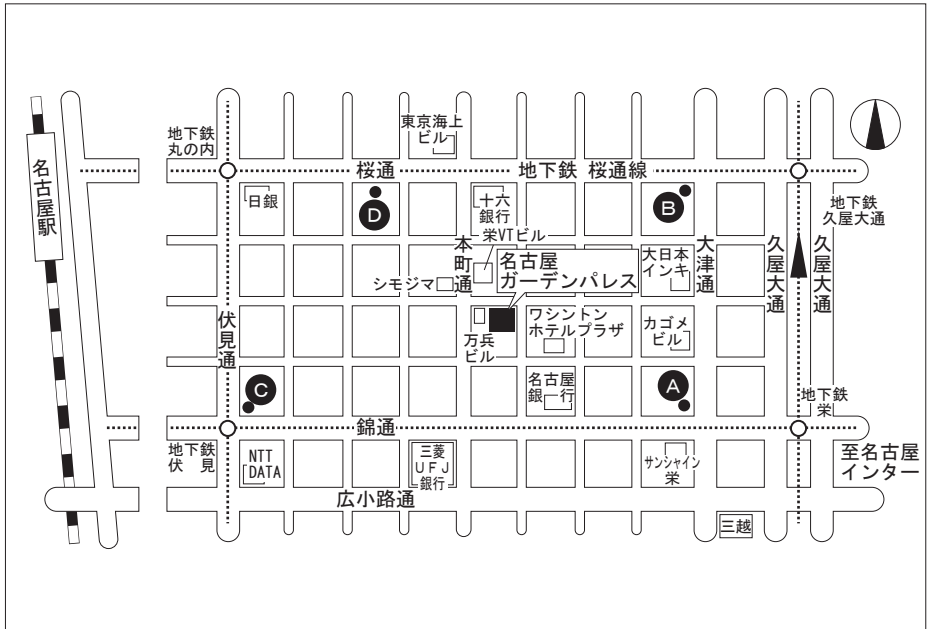 東京海上
ビル
地下鉄
丸の内
桜通
地下鉄 桜通線
名古屋駅
日銀
D
十六
銀行
B
地下鉄
久屋大通
栄VTビル
本町通
名古屋
ガーデンパレス
大日本
インキ
大津通
久屋大通
久屋大通
シモジマ
伏見通
万兵
ビル
ワシントン
ホテルプラザ
カゴメ
ビル
C
名古屋
銀行
A
地下鉄
栄
錦通
地下鉄
伏見
NTT
DATA
三菱
UFJ
銀行
サンシャイン
栄
至名古屋
インター
広小路通
三越